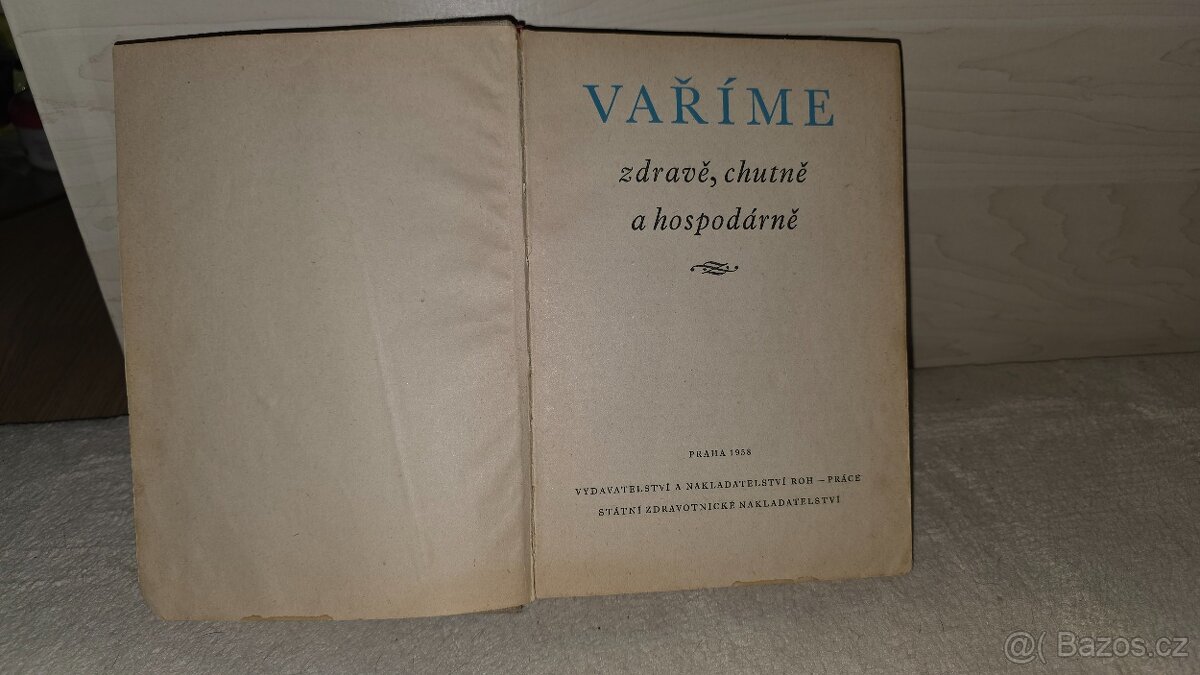 VAŘÍME
zdravě, chutně
a hospodárně
PRAHA 1958
VYDAVATELSTVÍ A NAKLADATELSTVÍ ROH – PRÁCE
STÁTNÍ ZDRAVOTNICKÉ NAKLADATELSTVÍ
@( Bazos.cz